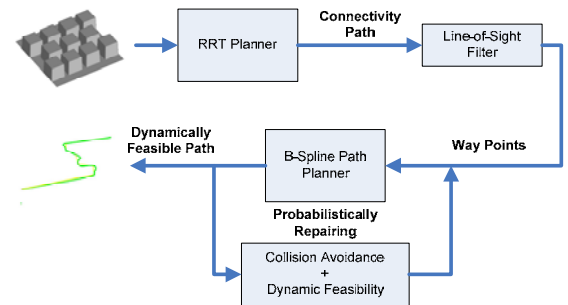 Connectivity
Path
RRT Planner
Line-of-Sight
Filter
Dynamically
Feasible Path
B-Spline Path
Planner
Way Points
Probabilistically
Repairing
Collision Avoidance
+
Dynamic Feasibility